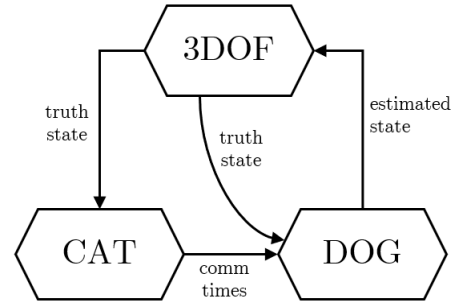 3DOF
truth
state
truth
state
estimated
state
CAT
comm
times
DOG